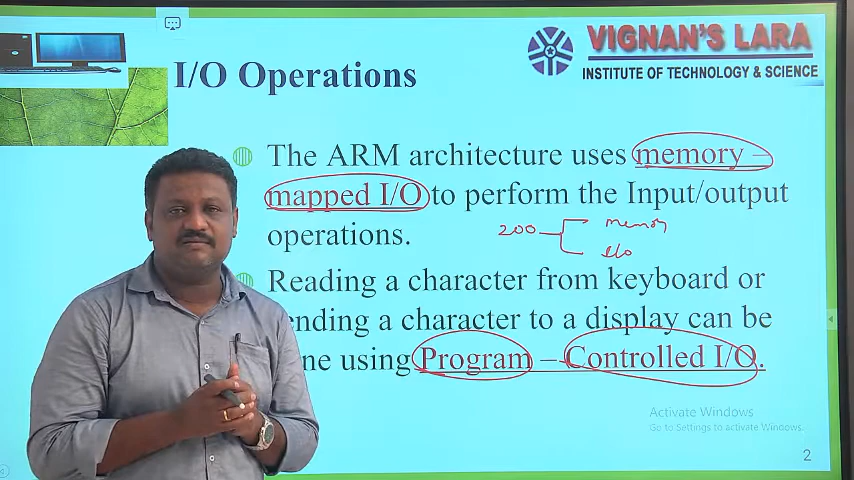 VIGNAN'S LARA
INSTITUTE OF TECHNOLOGY & SCIENCE
I/O Operations
The ARM architecture uses memory –
mapped I/O to perform the Input/output
operations.
200 memory
I/O
Reading a character from keyboard or
ending a character to a display can be
ne using Program – Controlled I/O.
Activate Windows
Go to Settings to activate Windows.
2